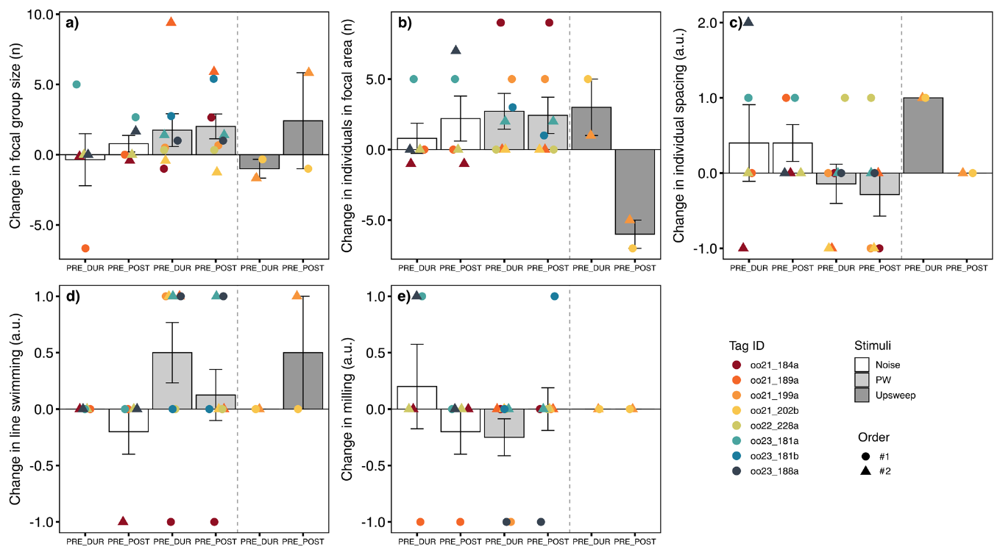 a)
Change in focal group size (n)
10.0
5.0
0.0
-5.0
PRE_DUR PRE_POST PRE_DUR PRE_POST PRE_DUR PRE_POST
b)
Change in individuals in focal area (n)
5.0
0.0
-5.0
PRE_DUR PRE_POST PRE_DUR PRE_POST PRE_DUR PRE_POST
c)
Change in individual spacing (a.u.)
2.0
1.0
0.0
-1.0
PRE_DUR PRE_POST PRE_DUR PRE_POST PRE_DUR PRE_POST
d)
Change in line swimming (a.u.)
1.0
0.5
0.0
-0.5
-1.0
PRE_DUR PRE_POST PRE_DUR PRE_POST PRE_DUR PRE_POST
e)
Change in milling (a.u.)
1.0
0.5
0.0
-0.5
-1.0
PRE_DUR PRE_POST PRE_DUR PRE_POST PRE_DUR PRE_POST
Tag ID
oo21_184a
oo21_189a
oo21_199a
oo21_202b
oo22_228a
oo23_181a
oo23_181b
oo23_188a
Stimuli
Noise
PW
Upsweep
Order
#1
#2